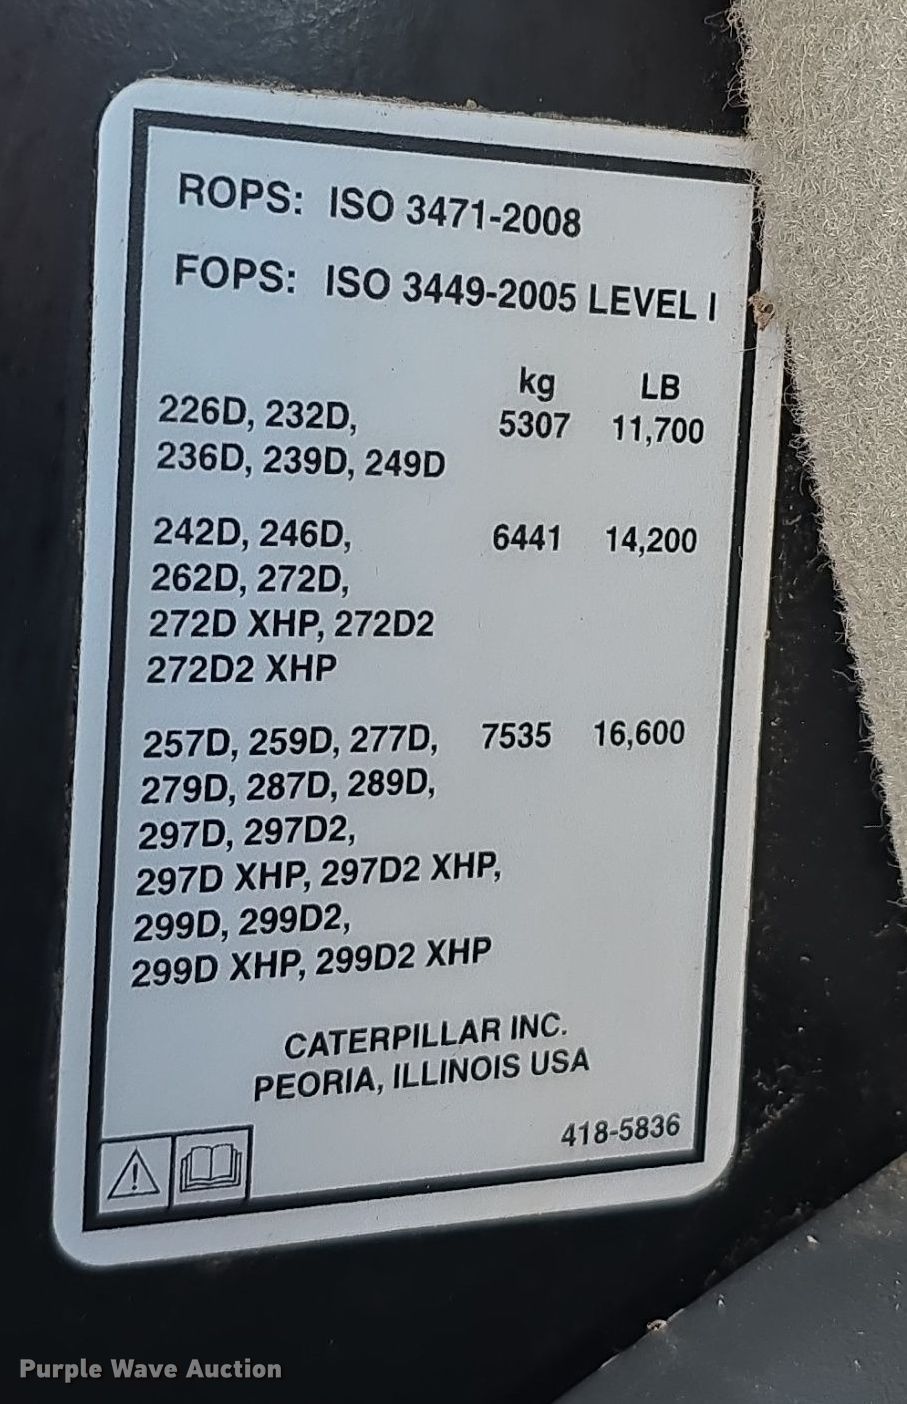 ROPS: ISO 3471-2008
FOPS: ISO 3449-2005 LEVEL I
kg LB
226D, 232D, 5307 11,700
236D, 239D, 249D
242D, 246D, 6441 14,200
262D, 272D,
272D XHP, 272D2
272D2 XHP
257D, 259D, 277D, 7535 16,600
279D, 287D, 289D,
297D, 297D2,
297D XHP, 297D2 XHP,
299D, 299D2,
299D XHP, 299D2 XHP
CATERPILLAR INC.
PEORIA, ILLINOIS USA
418-5836
Purple Wave Auction